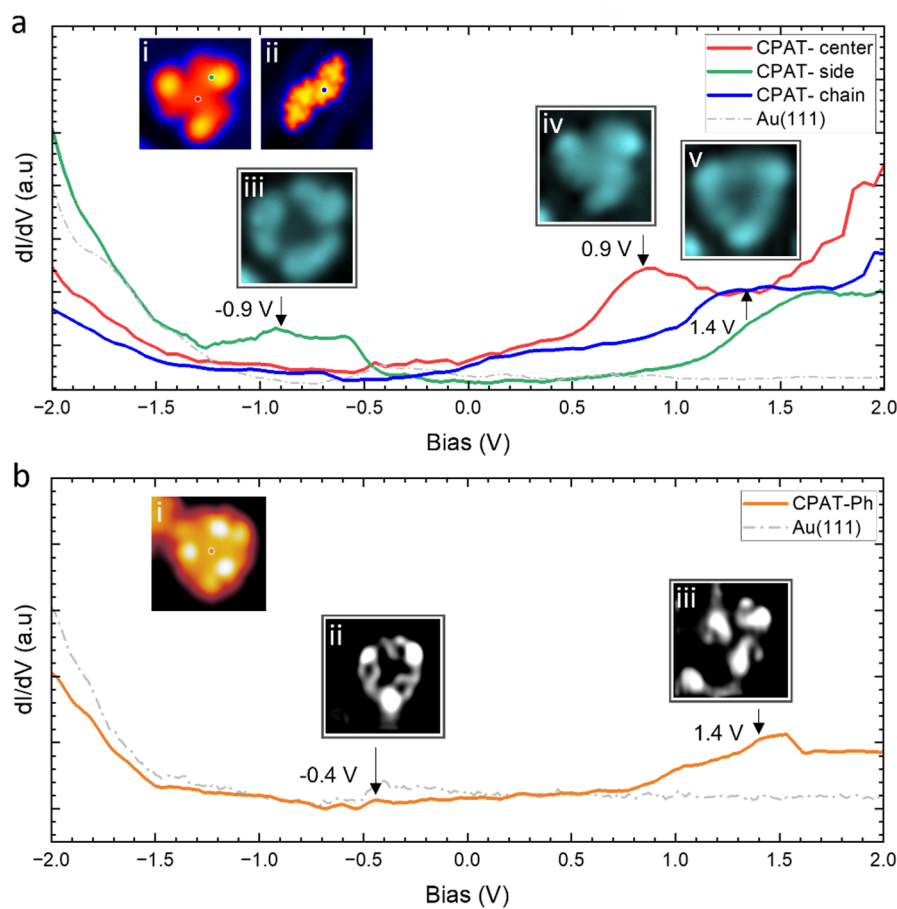 a
i
ii
CPAT- center
CPAT- side
CPAT- chain
Au(111)
iii
iv
v
dI/dV (a.u)
0.9 V
-0.9 V
1.4 V
−2.0 −1.5 −1.0 −0.5 0.0 0.5 1.0 1.5 2.0
Bias (V)
b
i
CPAT-Ph
Au(111)
ii
iii
dI/dV (a.u)
1.4 V
-0.4 V
−2.0 −1.5 −1.0 −0.5 0.0 0.5 1.0 1.5 2.0
Bias (V)